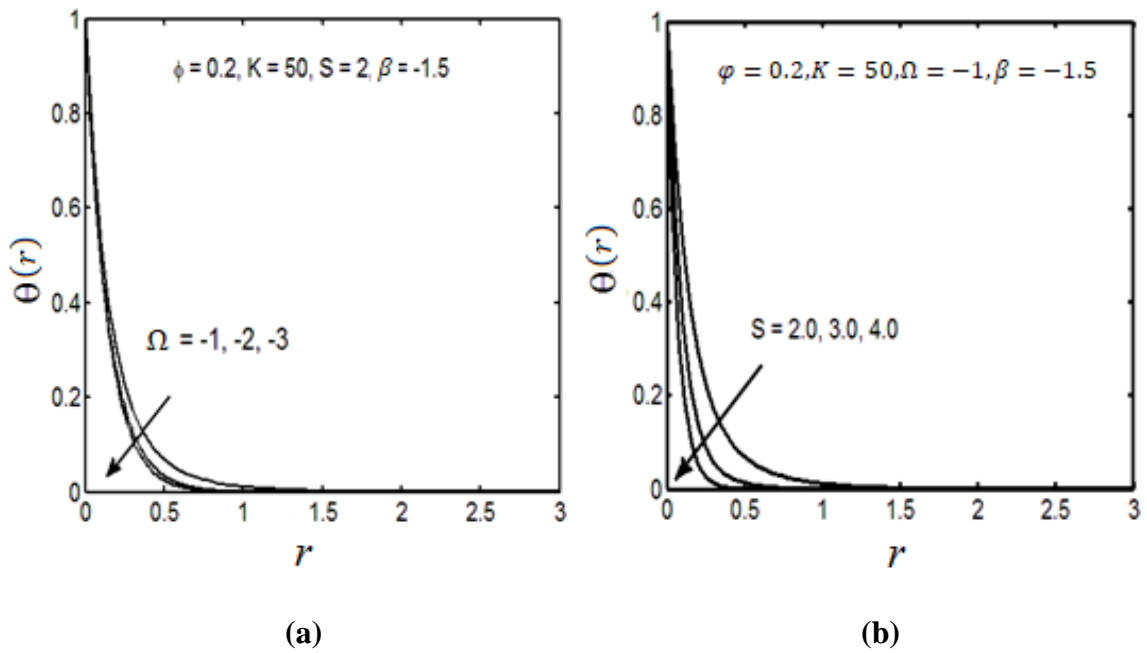 1
0.8
0.6
0.4
0.2
0
0 0.5 1 1.5 2 2.5 3
θ(r)
r
ϕ = 0.2, K = 50, S = 2, β = -1.5
Ω = -1, -2, -3
(a)
1
0.8
0.6
0.4
0.2
0
0 0.5 1 1.5 2 2.5 3
θ(r)
r
φ = 0.2,K = 50,Ω = −1,β = −1.5
S = 2.0, 3.0, 4.0
(b)